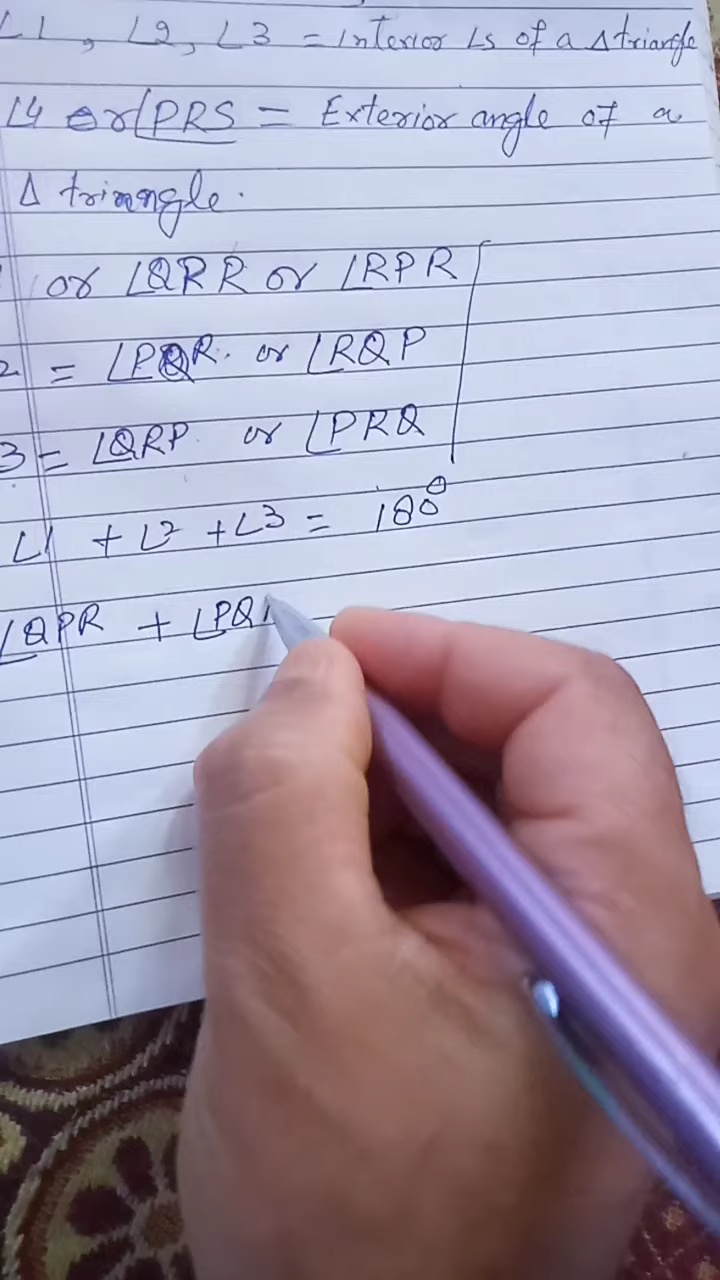 ∠1, ∠2, ∠3 = Interior ∠s of a Δ triangle
∠4 or ∠PRS = Exterior angle of a
Δ triangle.
or ∠QRR or ∠RPR
2 = ∠PQR. or ∠RQP
3 = ∠QRP or ∠PRQ
∠1 + ∠2 + ∠3 = 180°
∠QPR + ∠PQ